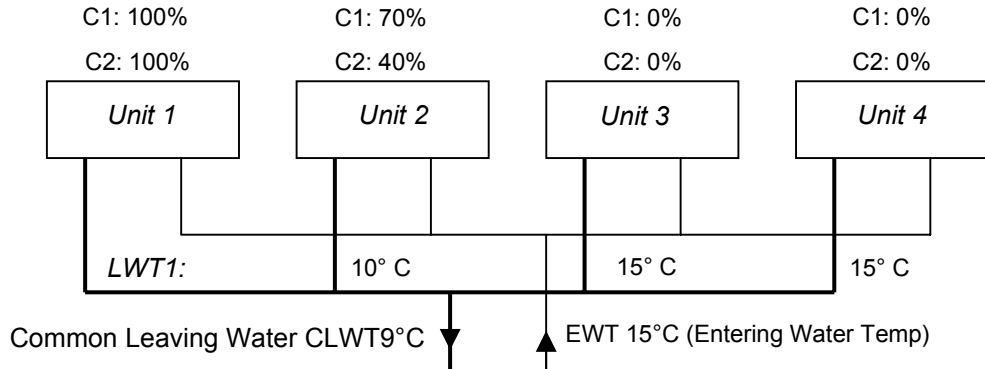 C1: 100% C1: 70% C1: 0% C1: 0%
C2: 100% C2: 40% C2: 0% C2: 0%
Unit 1 Unit 2 Unit 3 Unit 4
LWT1: 10° C 15° C 15° C
Common Leaving Water CLWT9°C EWT 15°C (Entering Water Temp)